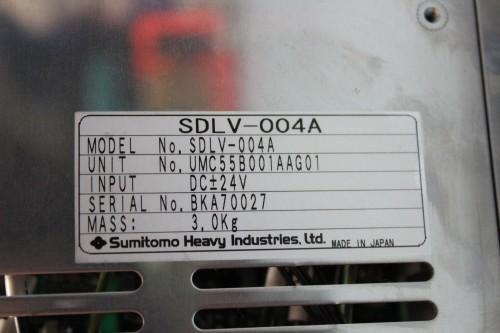 SDLV-004A
MODEL No. SDLV-004A
UNIT No. UMC55B001AAG01
INPUT DC±24V
SERIAL No. BKA70027
MASS: 3.0Kg
Sumitomo Heavy Industries, Ltd. MADE IN JAPAN